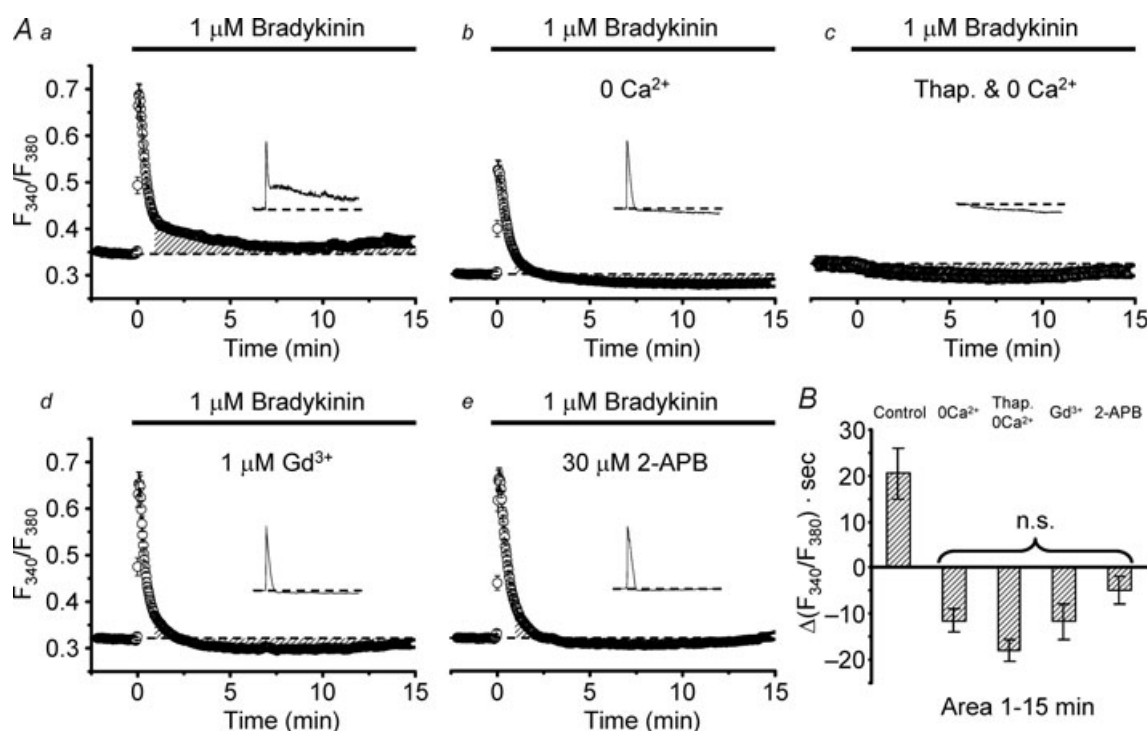 A a
1 µM Bradykinin
b
1 µM Bradykinin
c
1 µM Bradykinin
0 Ca²⁺
Thap. & 0 Ca²⁺
F₃₄₀/F₃₈₀
0.7
0.6
0.5
0.4
0.3
0 5 10 15
Time (min)
0 5 10 15
Time (min)
0 5 10 15
Time (min)
d
1 µM Bradykinin
e
1 µM Bradykinin
1 µM Gd³⁺
30 µM 2-APB
F₃₄₀/F₃₈₀
0.7
0.6
0.5
0.4
0.3
0 5 10 15
Time (min)
0 5 10 15
Time (min)
B
Control 0Ca²⁺ Thap. 0Ca²⁺ Gd³⁺ 2-APB
Δ(F₃₄₀/F₃₈₀) · sec
30
20
10
0
–10
–20
n.s.
Area 1-15 min